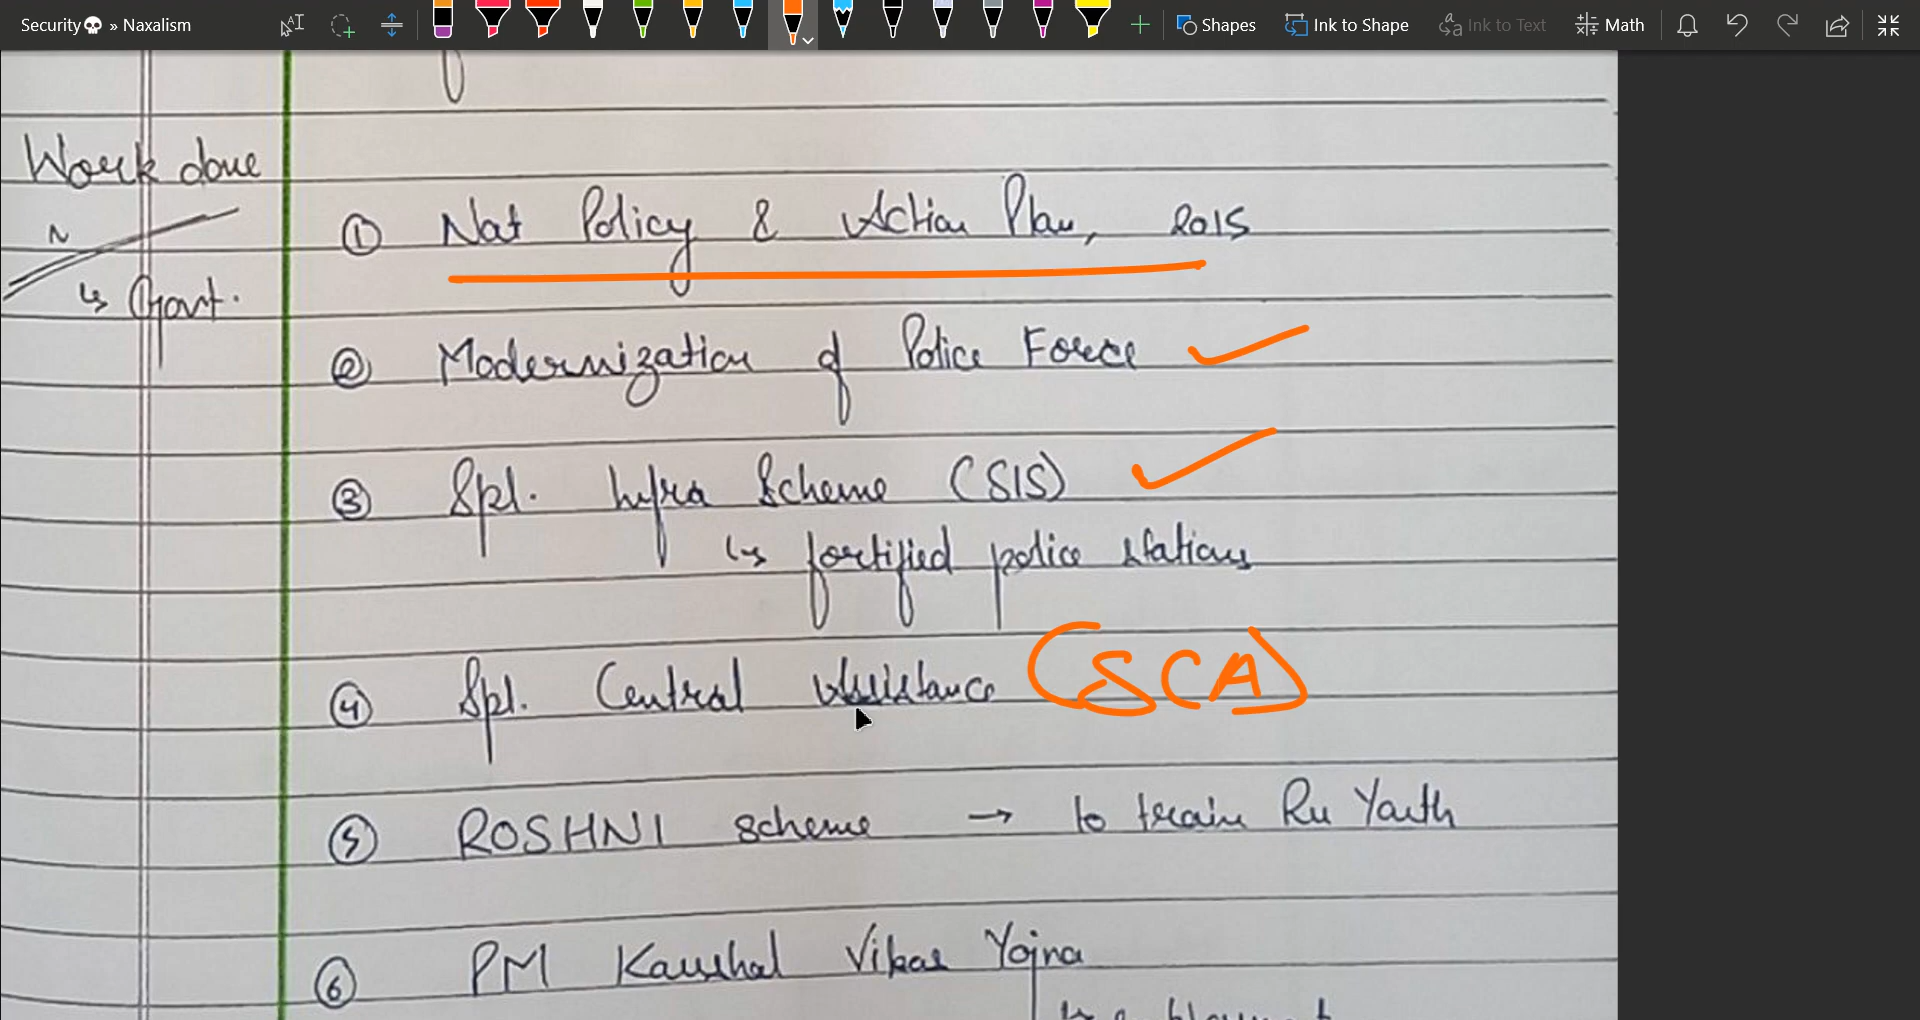 Security💀 » Naxalism
Shapes
Ink to Shape
Ink to Text
Math
Work done
N
↳ Govt.
① Nat Policy & Action Plan, 2015
② Modernization of Police Force ✓
③ Spl. Infra Scheme (SIS) ✓
↳ fortified police stations
④ Spl. Central Assistance (SCA)
⑤ ROSHNI scheme → to train Ru Youth
⑥ PM Kaushal Vikas Yojna